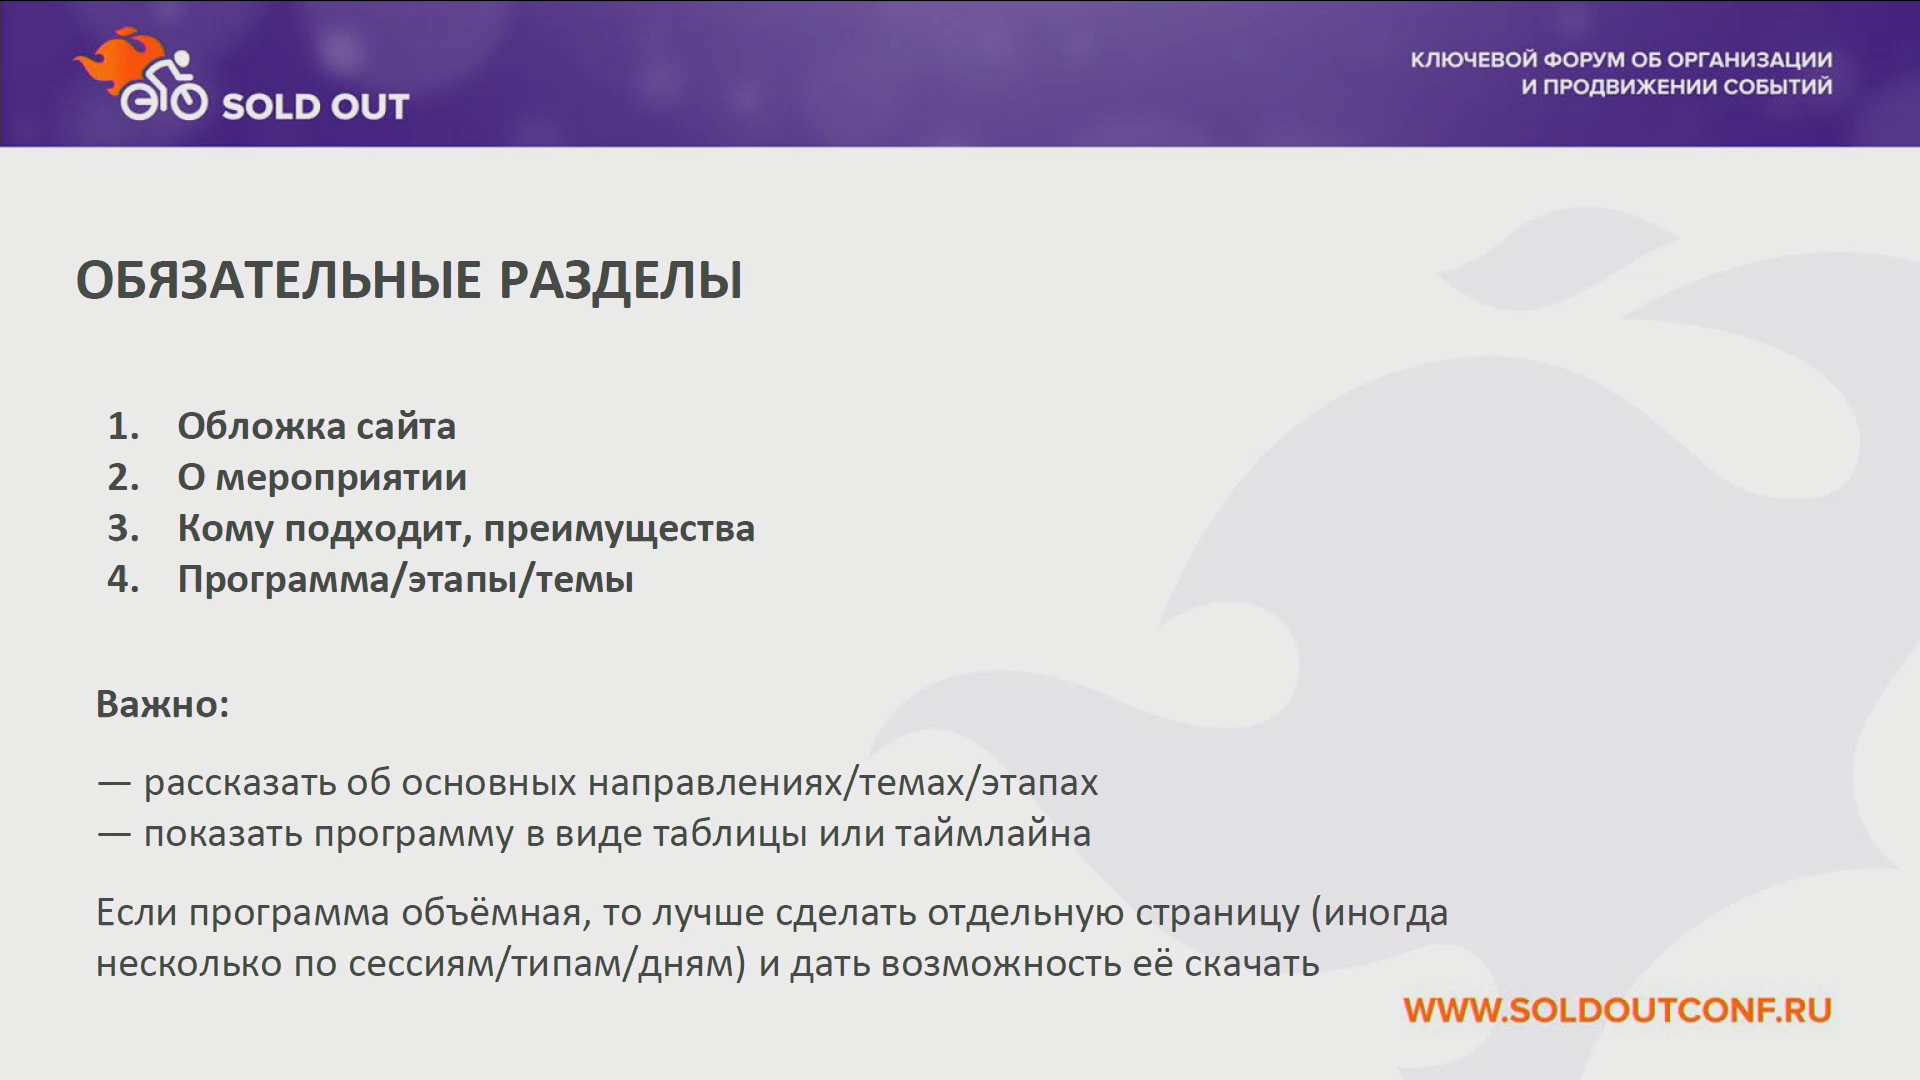 SOLD OUT
КЛЮЧЕВОЙ ФОРУМ ОБ ОРГАНИЗАЦИИ
И ПРОДВИЖЕНИИ СОБЫТИЙ
ОБЯЗАТЕЛЬНЫЕ РАЗДЕЛЫ
1. Обложка сайта
2. О мероприятии
3. Кому подходит, преимущества
4. Программа/этапы/темы
Важно:
— рассказать об основных направлениях/темах/этапах
— показать программу в виде таблицы или таймлайна
Если программа объёмная, то лучше сделать отдельную страницу (иногда
несколько по сессиям/типам/дням) и дать возможность её скачать
WWW.SOLDOUTCONF.RU